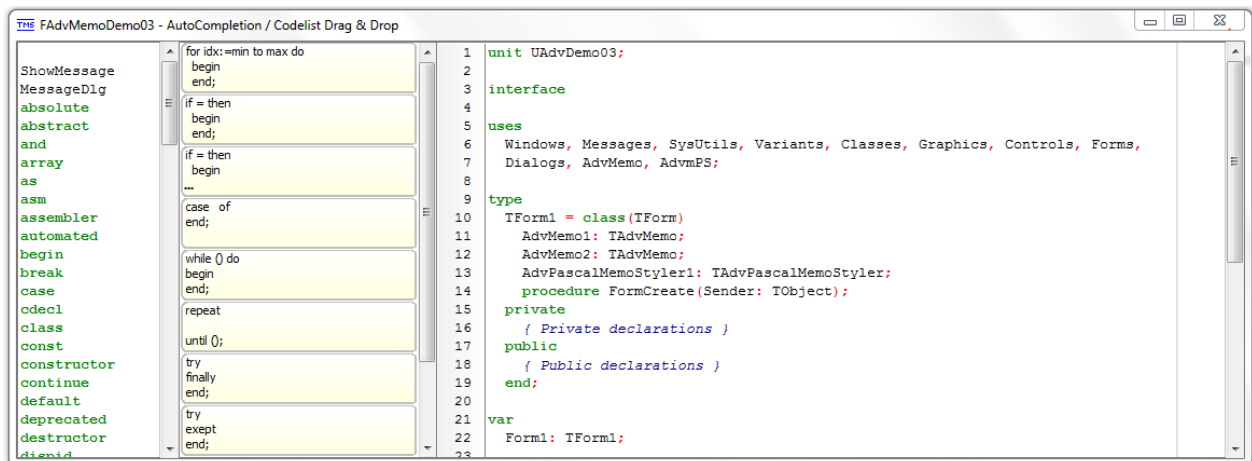 TMS FAdvMemoDemo03 - AutoCompletion / Codelist Drag & Drop
ShowMessage
MessageDlg
absolute
abstract
and
array
as
asm
assembler
automated
begin
break
case
cdecl
class
const
constructor
continue
default
deprecated
destructor
dispid
for idx:=min to max do
begin
end;
if = then
begin
end;
if = then
begin
...
case of
end;
while () do
begin
end;
repeat
until ();
try
finally
end;
try
exept
end;
1 unit UAdvDemo03;
2
3 interface
4
5 uses
6 Windows, Messages, SysUtils, Variants, Classes, Graphics, Controls, Forms,
7 Dialogs, AdvMemo, AdvmPS;
8
9 type
10 TForm1 = class(TForm)
11 AdvMemo1: TAdvMemo;
12 AdvMemo2: TAdvMemo;
13 AdvPascalMemoStyler1: TAdvPascalMemoStyler;
14 procedure FormCreate(Sender: TObject);
15 private
16 { Private declarations }
17 public
18 { Public declarations }
19 end;
20
21 var
22 Form1: TForm1;
23